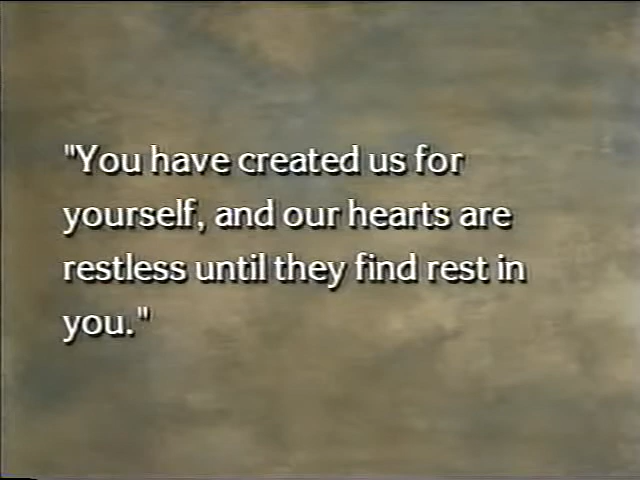 "You have created us for
yourself, and our hearts are
restless until they find rest in
you."